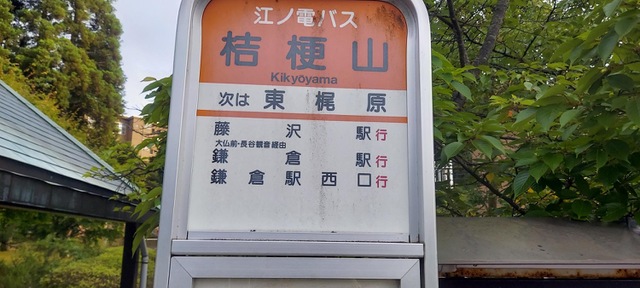 江ノ電バス
桔梗山
Kikyōyama
次は 東梶原
藤沢駅行
大仏前・長谷観音経由
鎌倉駅行
鎌倉駅西口行